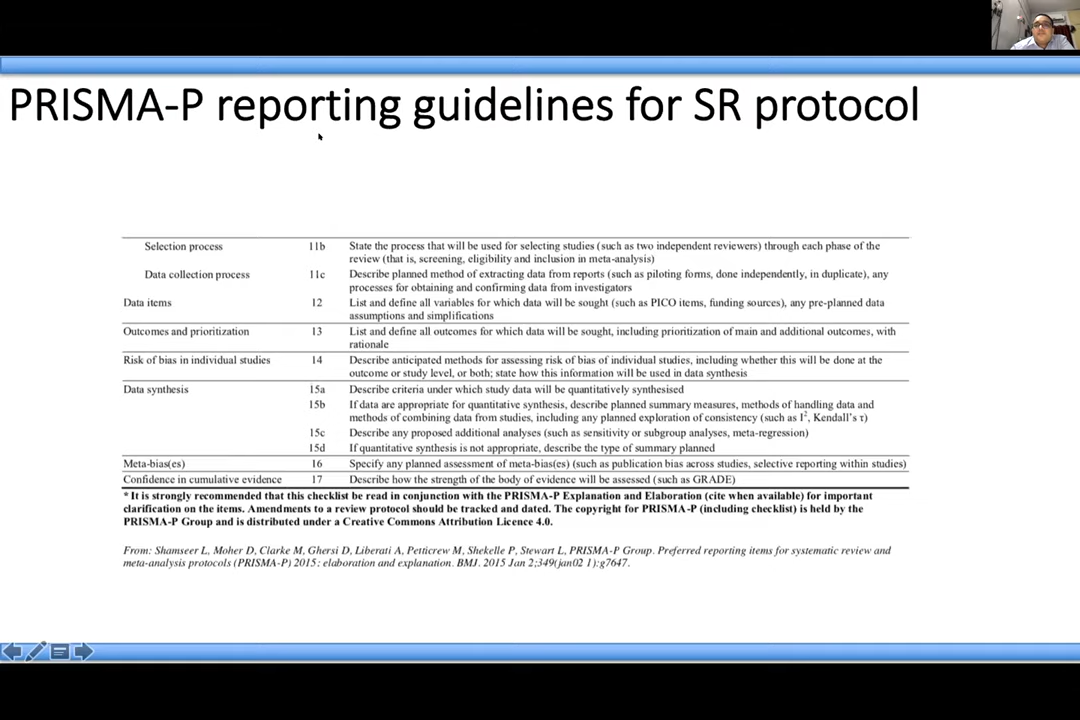 PRISMA-P reporting guidelines for SR protocol
Selection process 11b State the process that will be used for selecting studies (such as two independent reviewers) through each phase of the
review (that is, screening, eligibility and inclusion in meta-analysis)
Data collection process 11c Describe planned method of extracting data from reports (such as piloting forms, done independently, in duplicate), any
processes for obtaining and confirming data from investigators
Data items 12 List and define all variables for which data will be sought (such as PICO items, funding sources), any pre-planned data
assumptions and simplifications
Outcomes and prioritization 13 List and define all outcomes for which data will be sought, including prioritization of main and additional outcomes, with
rationale
Risk of bias in individual studies 14 Describe anticipated methods for assessing risk of bias of individual studies, including whether this will be done at the
outcome or study level, or both; state how this information will be used in data synthesis
Data synthesis 15a Describe criteria under which study data will be quantitatively synthesised
15b If data are appropriate for quantitative synthesis, describe planned summary measures, methods of handling data and
methods of combining data from studies, including any planned exploration of consistency (such as I², Kendall's τ)
15c Describe any proposed additional analyses (such as sensitivity or subgroup analyses, meta-regression)
15d If quantitative synthesis is not appropriate, describe the type of summary planned
Meta-bias(es) 16 Specify any planned assessment of meta-bias(es) (such as publication bias across studies, selective reporting within studies)
Confidence in cumulative evidence 17 Describe how the strength of the body of evidence will be assessed (such as GRADE)
* It is strongly recommended that this checklist be read in conjunction with the PRISMA-P Explanation and Elaboration (cite when available) for important
clarification on the items. Amendments to a review protocol should be tracked and dated. The copyright for PRISMA-P (including checklist) is held by the
PRISMA-P Group and is distributed under a Creative Commons Attribution Licence 4.0.
From: Shamseer L, Moher D, Clarke M, Ghersi D, Liberati A, Petticrew M, Shekelle P, Stewart L, PRISMA-P Group. Preferred reporting items for systematic review and
meta-analysis protocols (PRISMA-P) 2015: elaboration and explanation. BMJ. 2015 Jan 2;349(jan02 1):g7647.